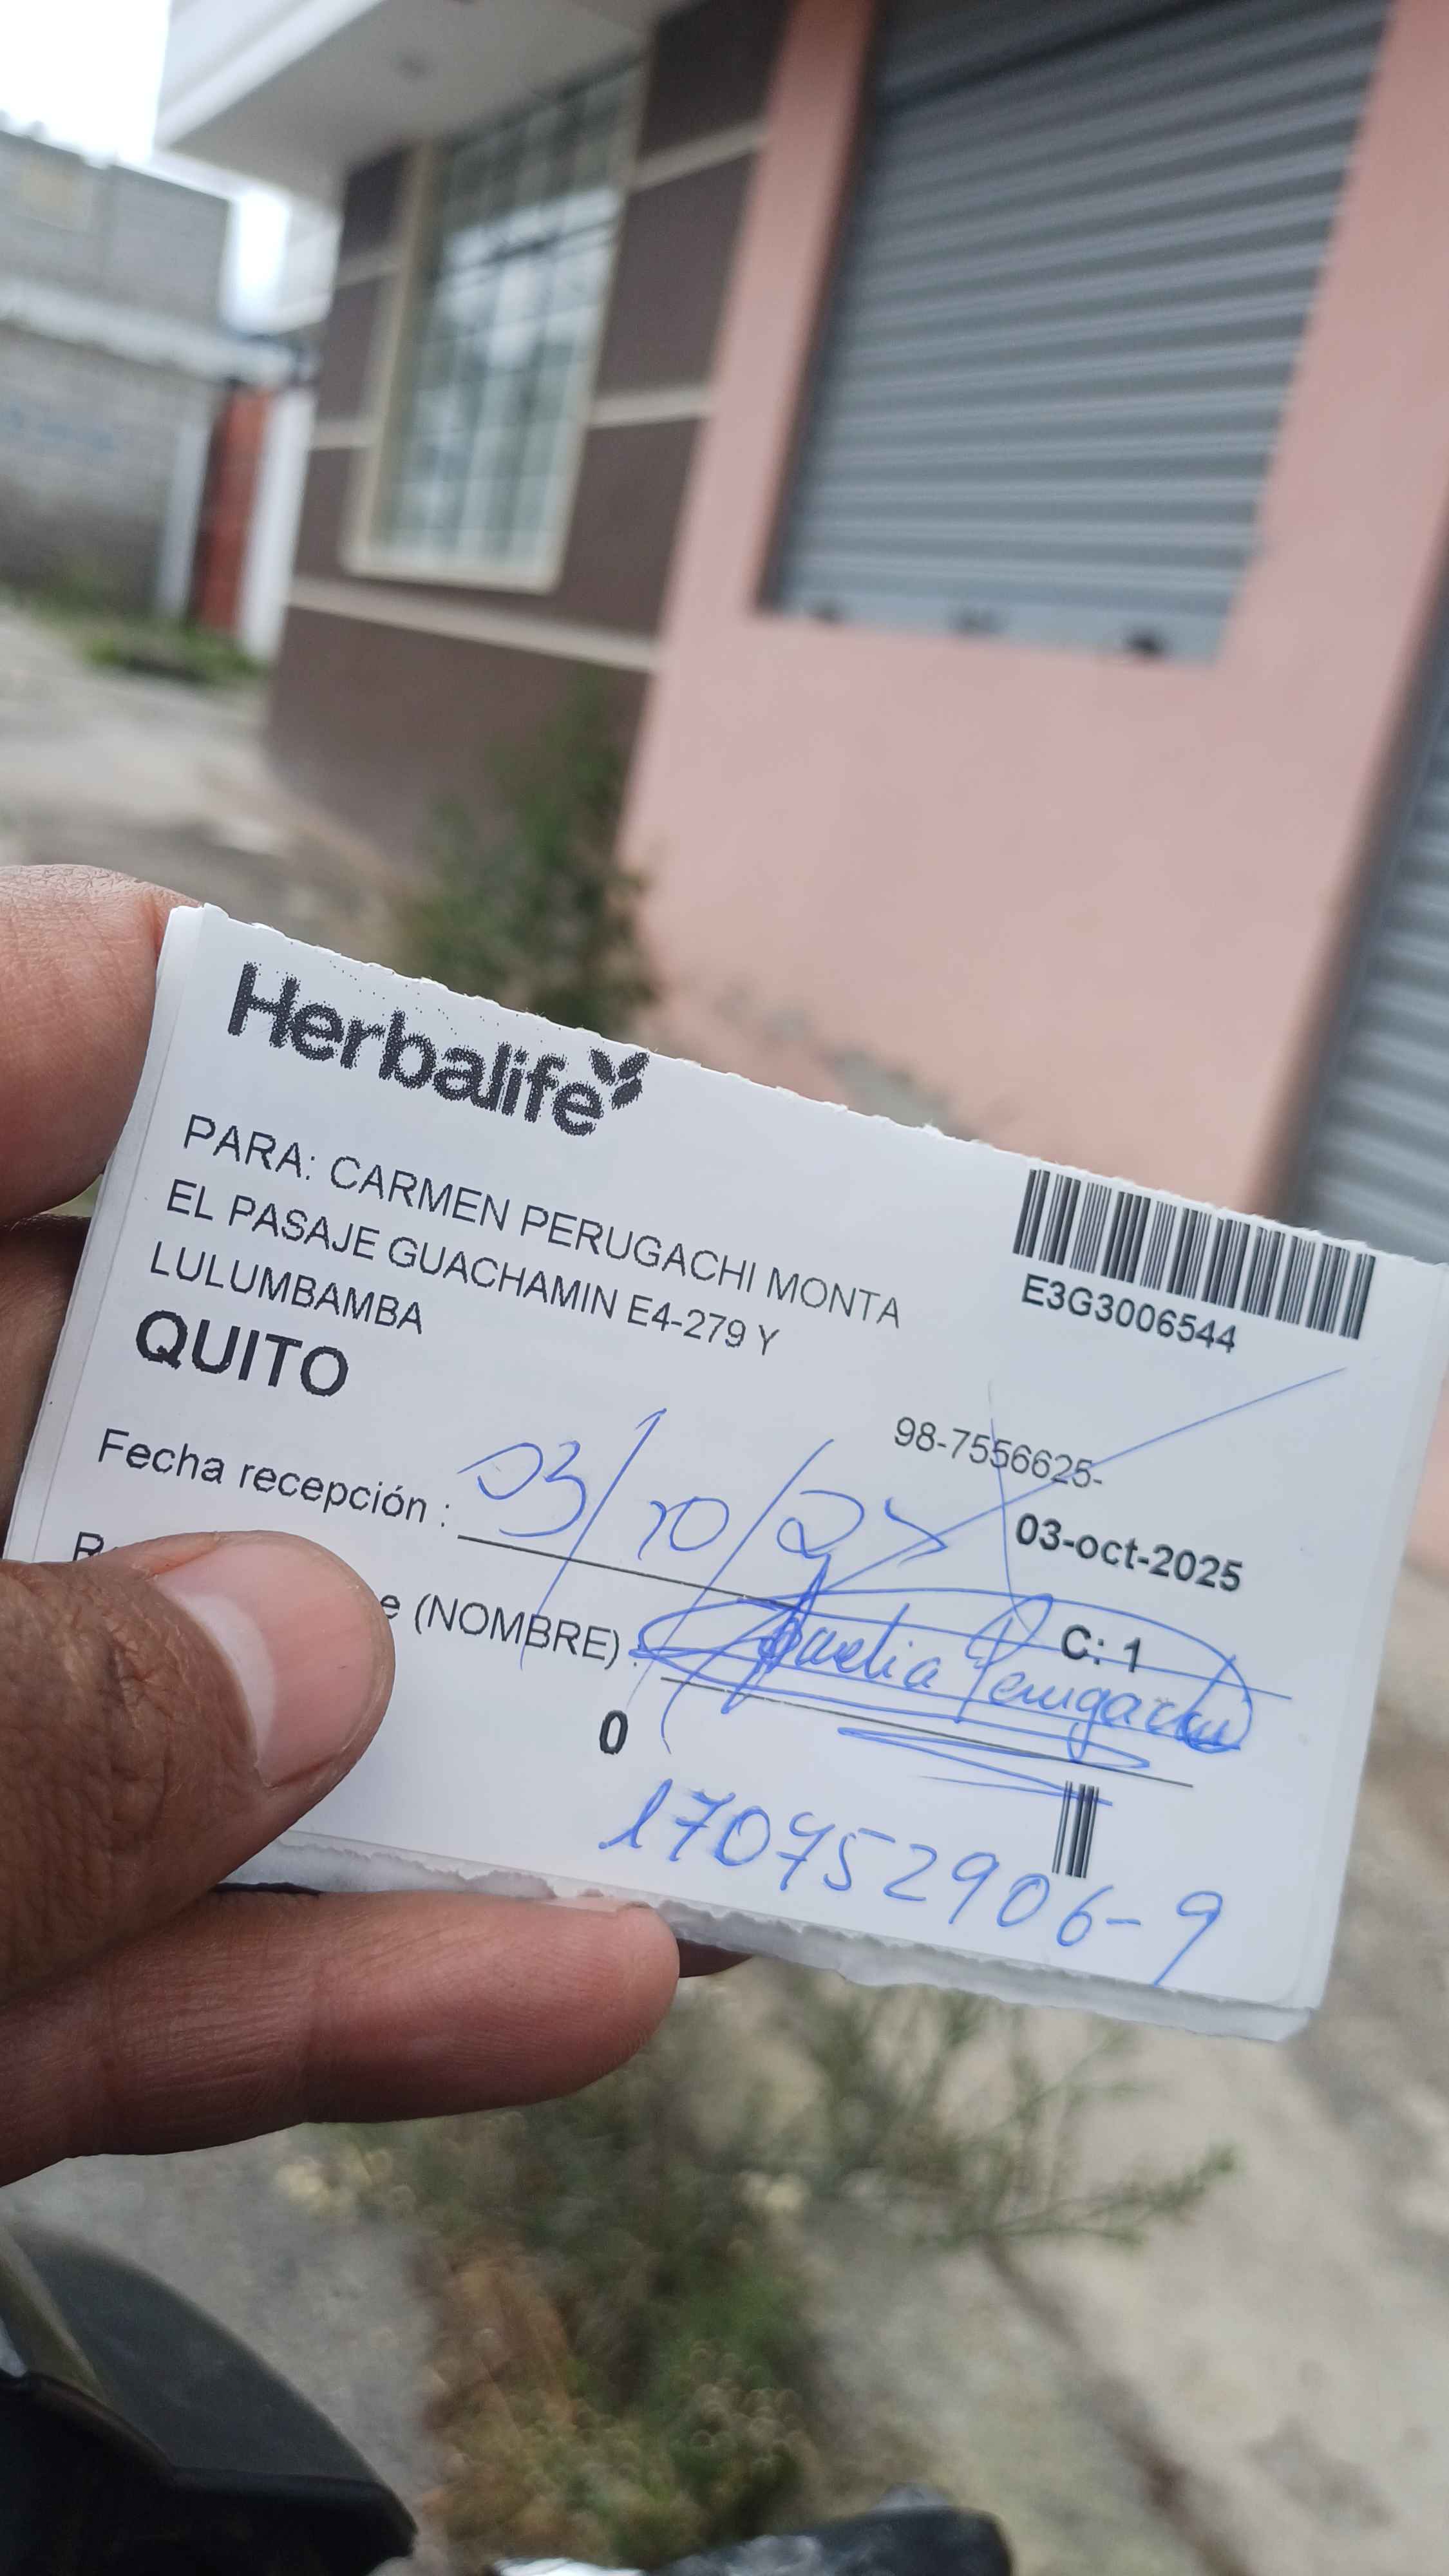 Herbalife
PARA: CARMEN PERUGACHI MONTA
EL PASAJE GUACHAMIN E4-279 Y
LULUMBAMBA
QUITO
E3G3006544
98-7556625-
Fecha recepción : 03/10/25
03-oct-2025
e (NOMBRE) : Perugachi
C: 1
0
170752906-9